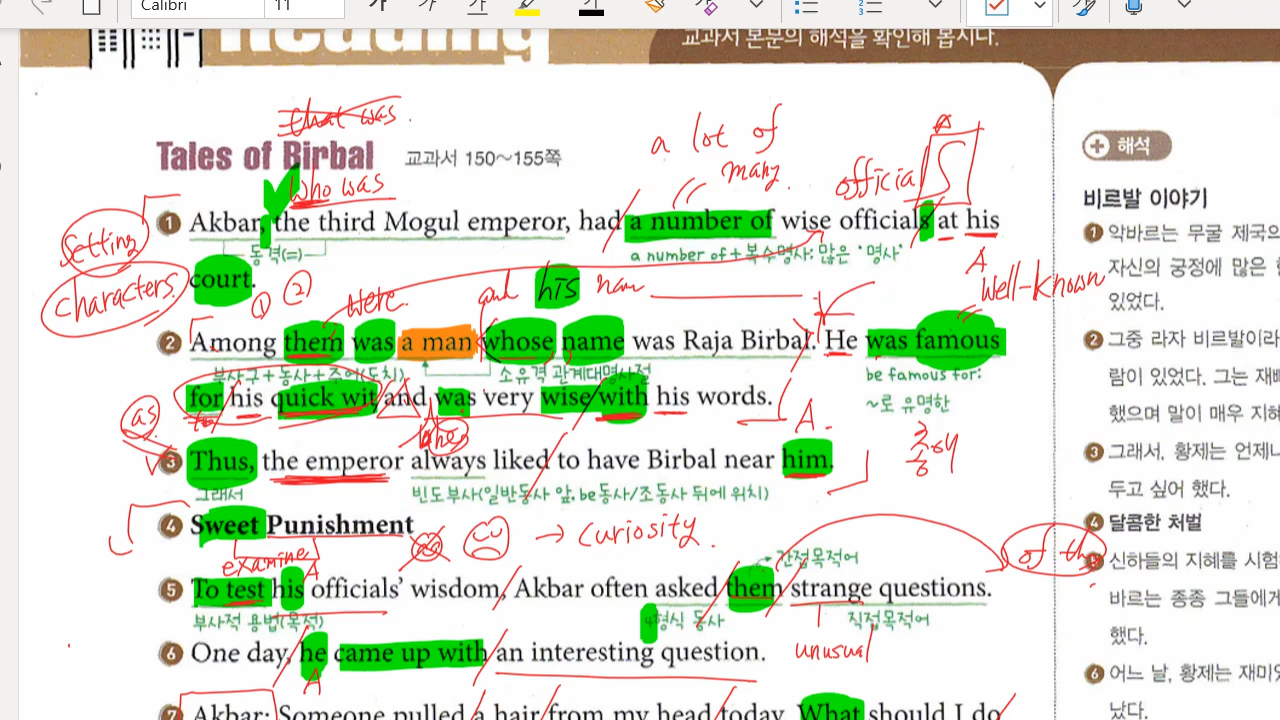 Calibri 11
Reading
교과서 본문의 해석을 확인해 봅시다.
that was.
a lot of
many.
official
Tales of Birbal 교과서 150~155쪽
who was
해석
비르발 이야기
setting
1 Akbar, the third Mogul emperor, had a number of wise officials at his
동격(=)
a number of + 복수명사: 많은 '명사'
characters
court.
A
well-known
① ②
were
and his name
1 악바르는 무굴 제국의
자신의 궁정에 많은
있었다.
2 Among them was a man whose name was Raja Birbal. He was famous
부사구+동사+주어(도치)
소유격 관계대명사절
be famous for:
~로 유명한
2 그중 라자 비르발이라
람이 있었다. 그는 재빠
했으며 말이 매우 지혜
for his quick wit, and was very wise with his words.
as
A.
3 Thus, the emperor always liked to have Birbal near him.
그래서
빈도부사(일반동사 앞, be동사/조동사 뒤에 위치)
3 그래서, 황제는 언제나
두고 싶어 했다.
4 Sweet Punishment
→ curiosity.
4 달콤한 처벌
examine
A
간접목적어
of th
5 To test his officials' wisdom, Akbar often asked them strange questions.
부사적 용법(목적)
4형식 동사
직접목적어
신하들의 지혜를 시험
바르는 종종 그들에게
했다.
6 One day, he came up with an interesting question.
A
unusual
6 어느 날, 황제는 재미있
났다.
7 Akbar: Someone pulled a hair from my head today. What should I do